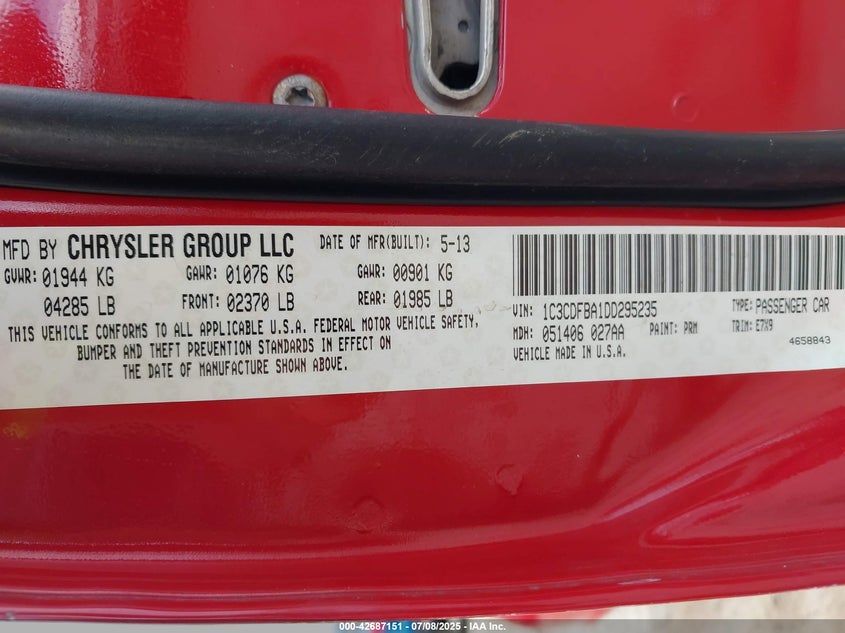 MFD BY CHRYSLER GROUP LLC DATE OF MFR(BUILT): 5-13
GVWR: 01944 KG GAWR: 01076 KG GAWR: 00901 KG
04285 LB FRONT: 02370 LB REAR: 01985 LB
THIS VEHICLE CONFORMS TO ALL APPLICABLE U.S.A. FEDERAL MOTOR VEHICLE SAFETY,
BUMPER AND THEFT PREVENTION STANDARDS IN EFFECT ON
THE DATE OF MANUFACTURE SHOWN ABOVE.
VIN: 1C3CDFBA1DD295235 TYPE: PASSENGER CAR
MDH: 051406 027AA PAINT: PRM TRIM: E7X9
VEHICLE MADE IN U.S.A. 4658843
000-42687151 | 07/08/2025 - IAA Inc.